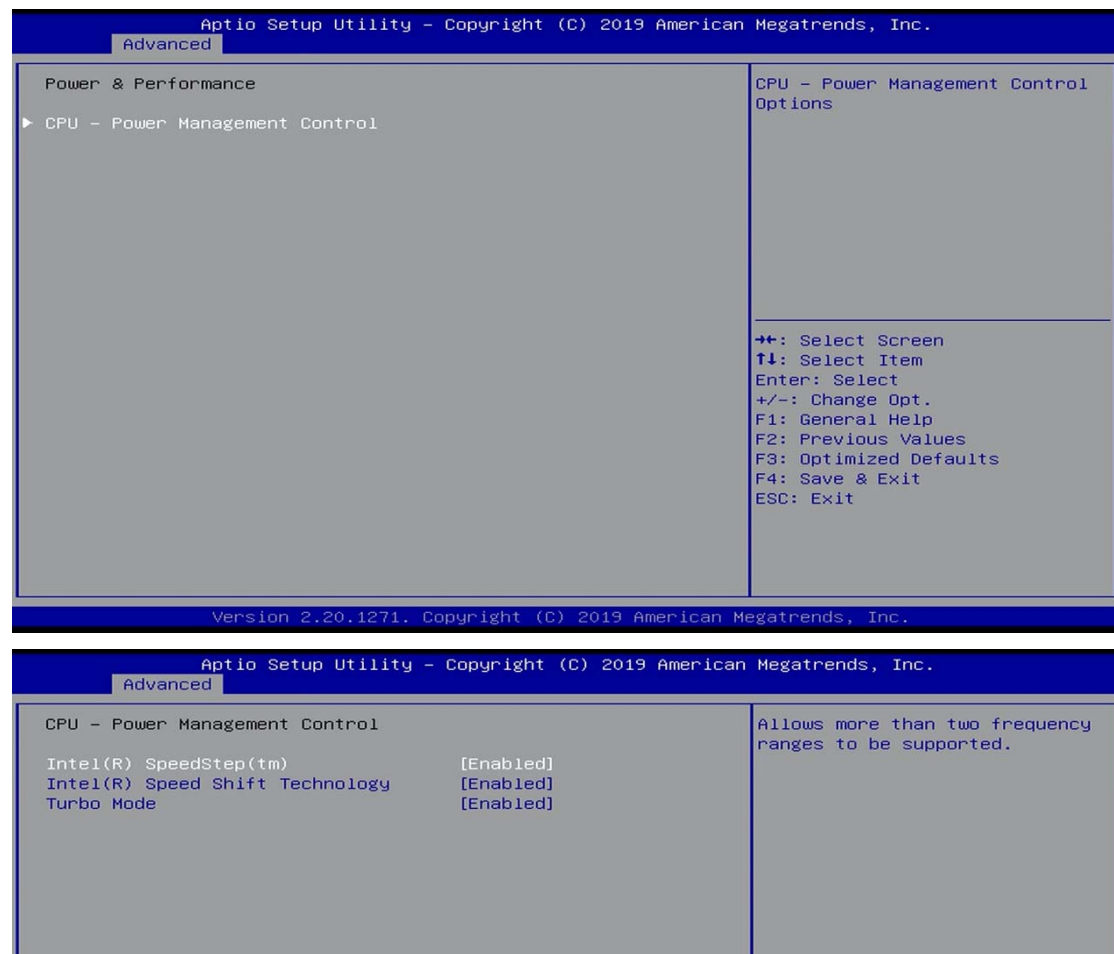 Aptio Setup Utility – Copyright (C) 2019 American Megatrends, Inc.
Advanced
Power & Performance
▶ CPU – Power Management Control
CPU – Power Management Control
Options
→←: Select Screen
↑↓: Select Item
Enter: Select
+/-: Change Opt.
F1: General Help
F2: Previous Values
F3: Optimized Defaults
F4: Save & Exit
ESC: Exit
Version 2.20.1271. Copyright (C) 2019 American Megatrends, Inc.
Aptio Setup Utility – Copyright (C) 2019 American Megatrends, Inc.
Advanced
CPU – Power Management Control
Intel(R) SpeedStep(tm) [Enabled]
Intel(R) Speed Shift Technology [Enabled]
Turbo Mode [Enabled]
Allows more than two frequency
ranges to be supported.